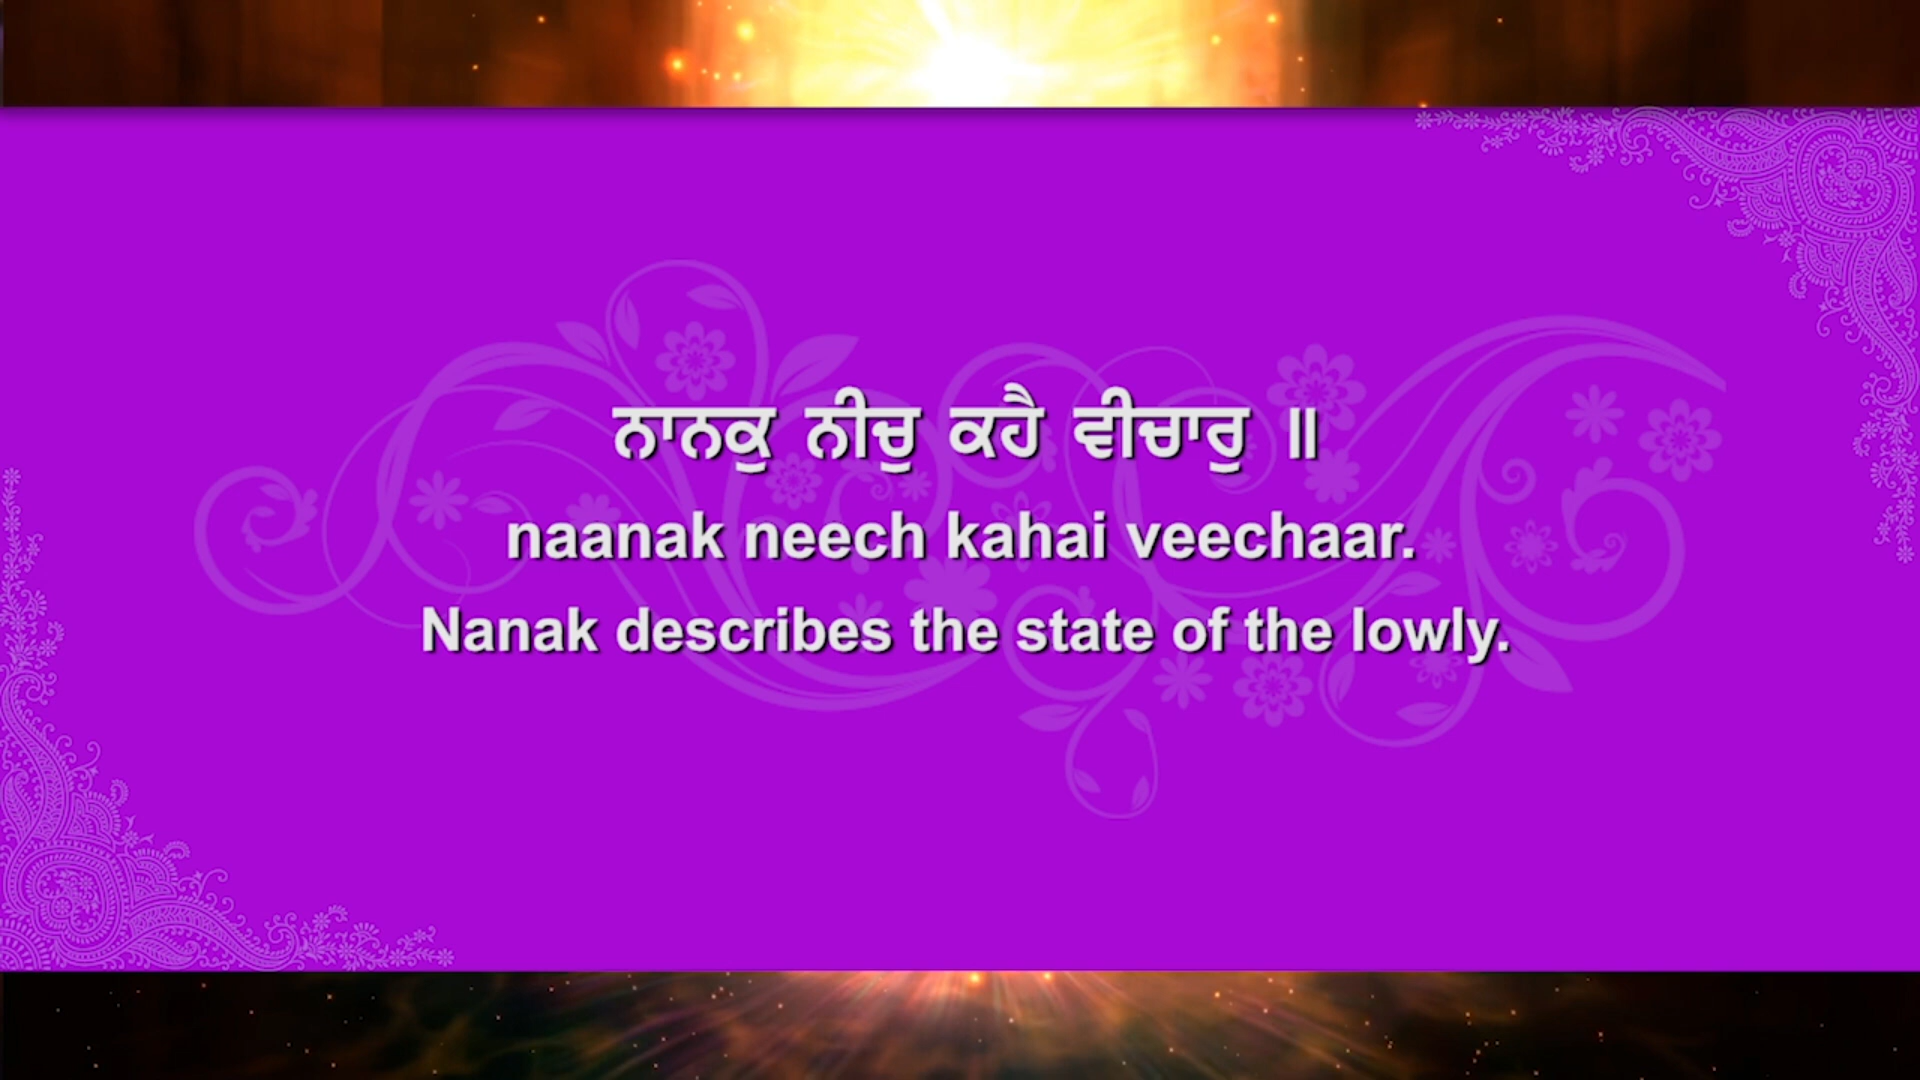 ਨਾਨਕੁ ਨੀਚੁ ਕਹੈ ਵੀਚਾਰੁ ॥
naanak neech kahai veechaar.
Nanak describes the state of the lowly.